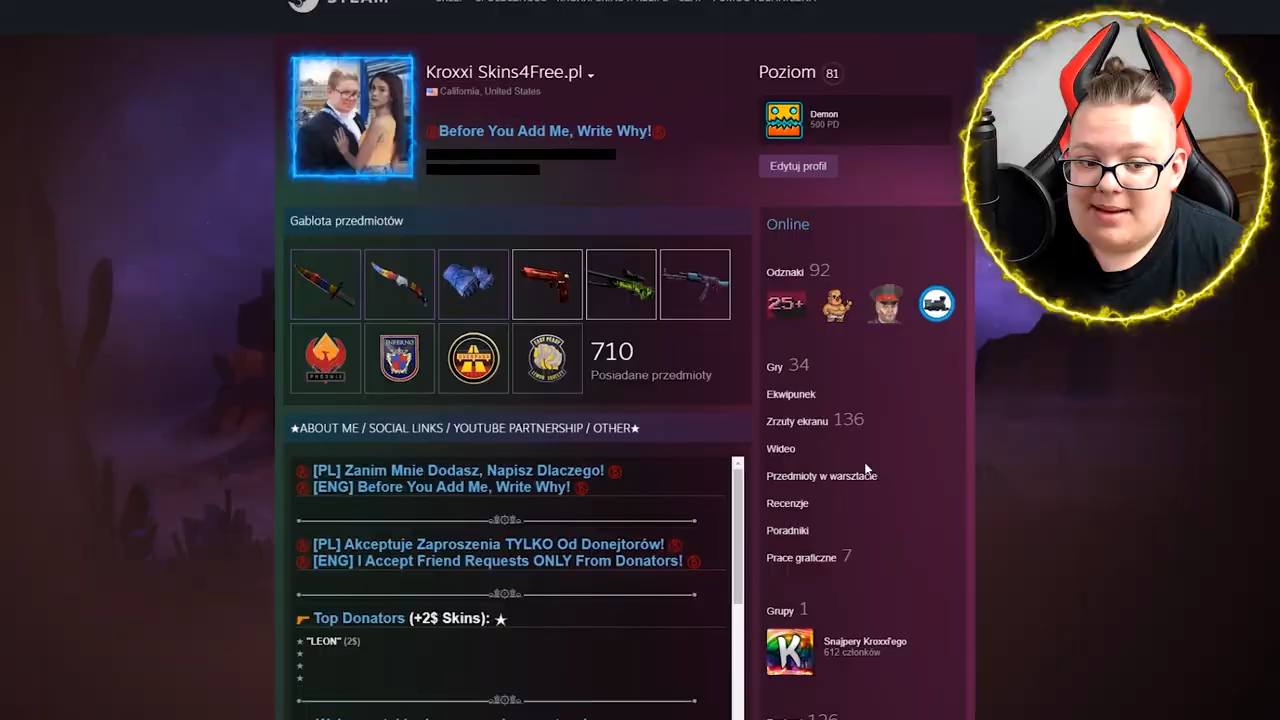 Kroxxi Skins4Free.pl
California, United States
Before You Add Me, Write Why!
Poziom 81
Demon
500 PD
Edytuj profil
Gablota przedmiotów
PHOENIX
INFERNO
OVERPASS
710
Posiadane przedmioty
★ABOUT ME / SOCIAL LINKS / YOUTUBE PARTNERSHIP / OTHER★
[PL] Zanim Mnie Dodasz, Napisz Dlaczego!
[ENG] Before You Add Me, Write Why!
[PL] Akceptuje Zaproszenia TYLKO Od Donejtorów!
[ENG] I Accept Friend Requests ONLY From Donators!
Top Donators (+2$ Skins): ★
★ "LEON" (2$)
★
★
★
Online
Odznaki 92
25+
Gry 34
Ekwipunek
Zrzuty ekranu 136
Wideo
Przedmioty w warsztacie
Recenzje
Poradniki
Prace graficzne 7
Grupy 1
K
Snajpery Kroxxi'ego
612 członków